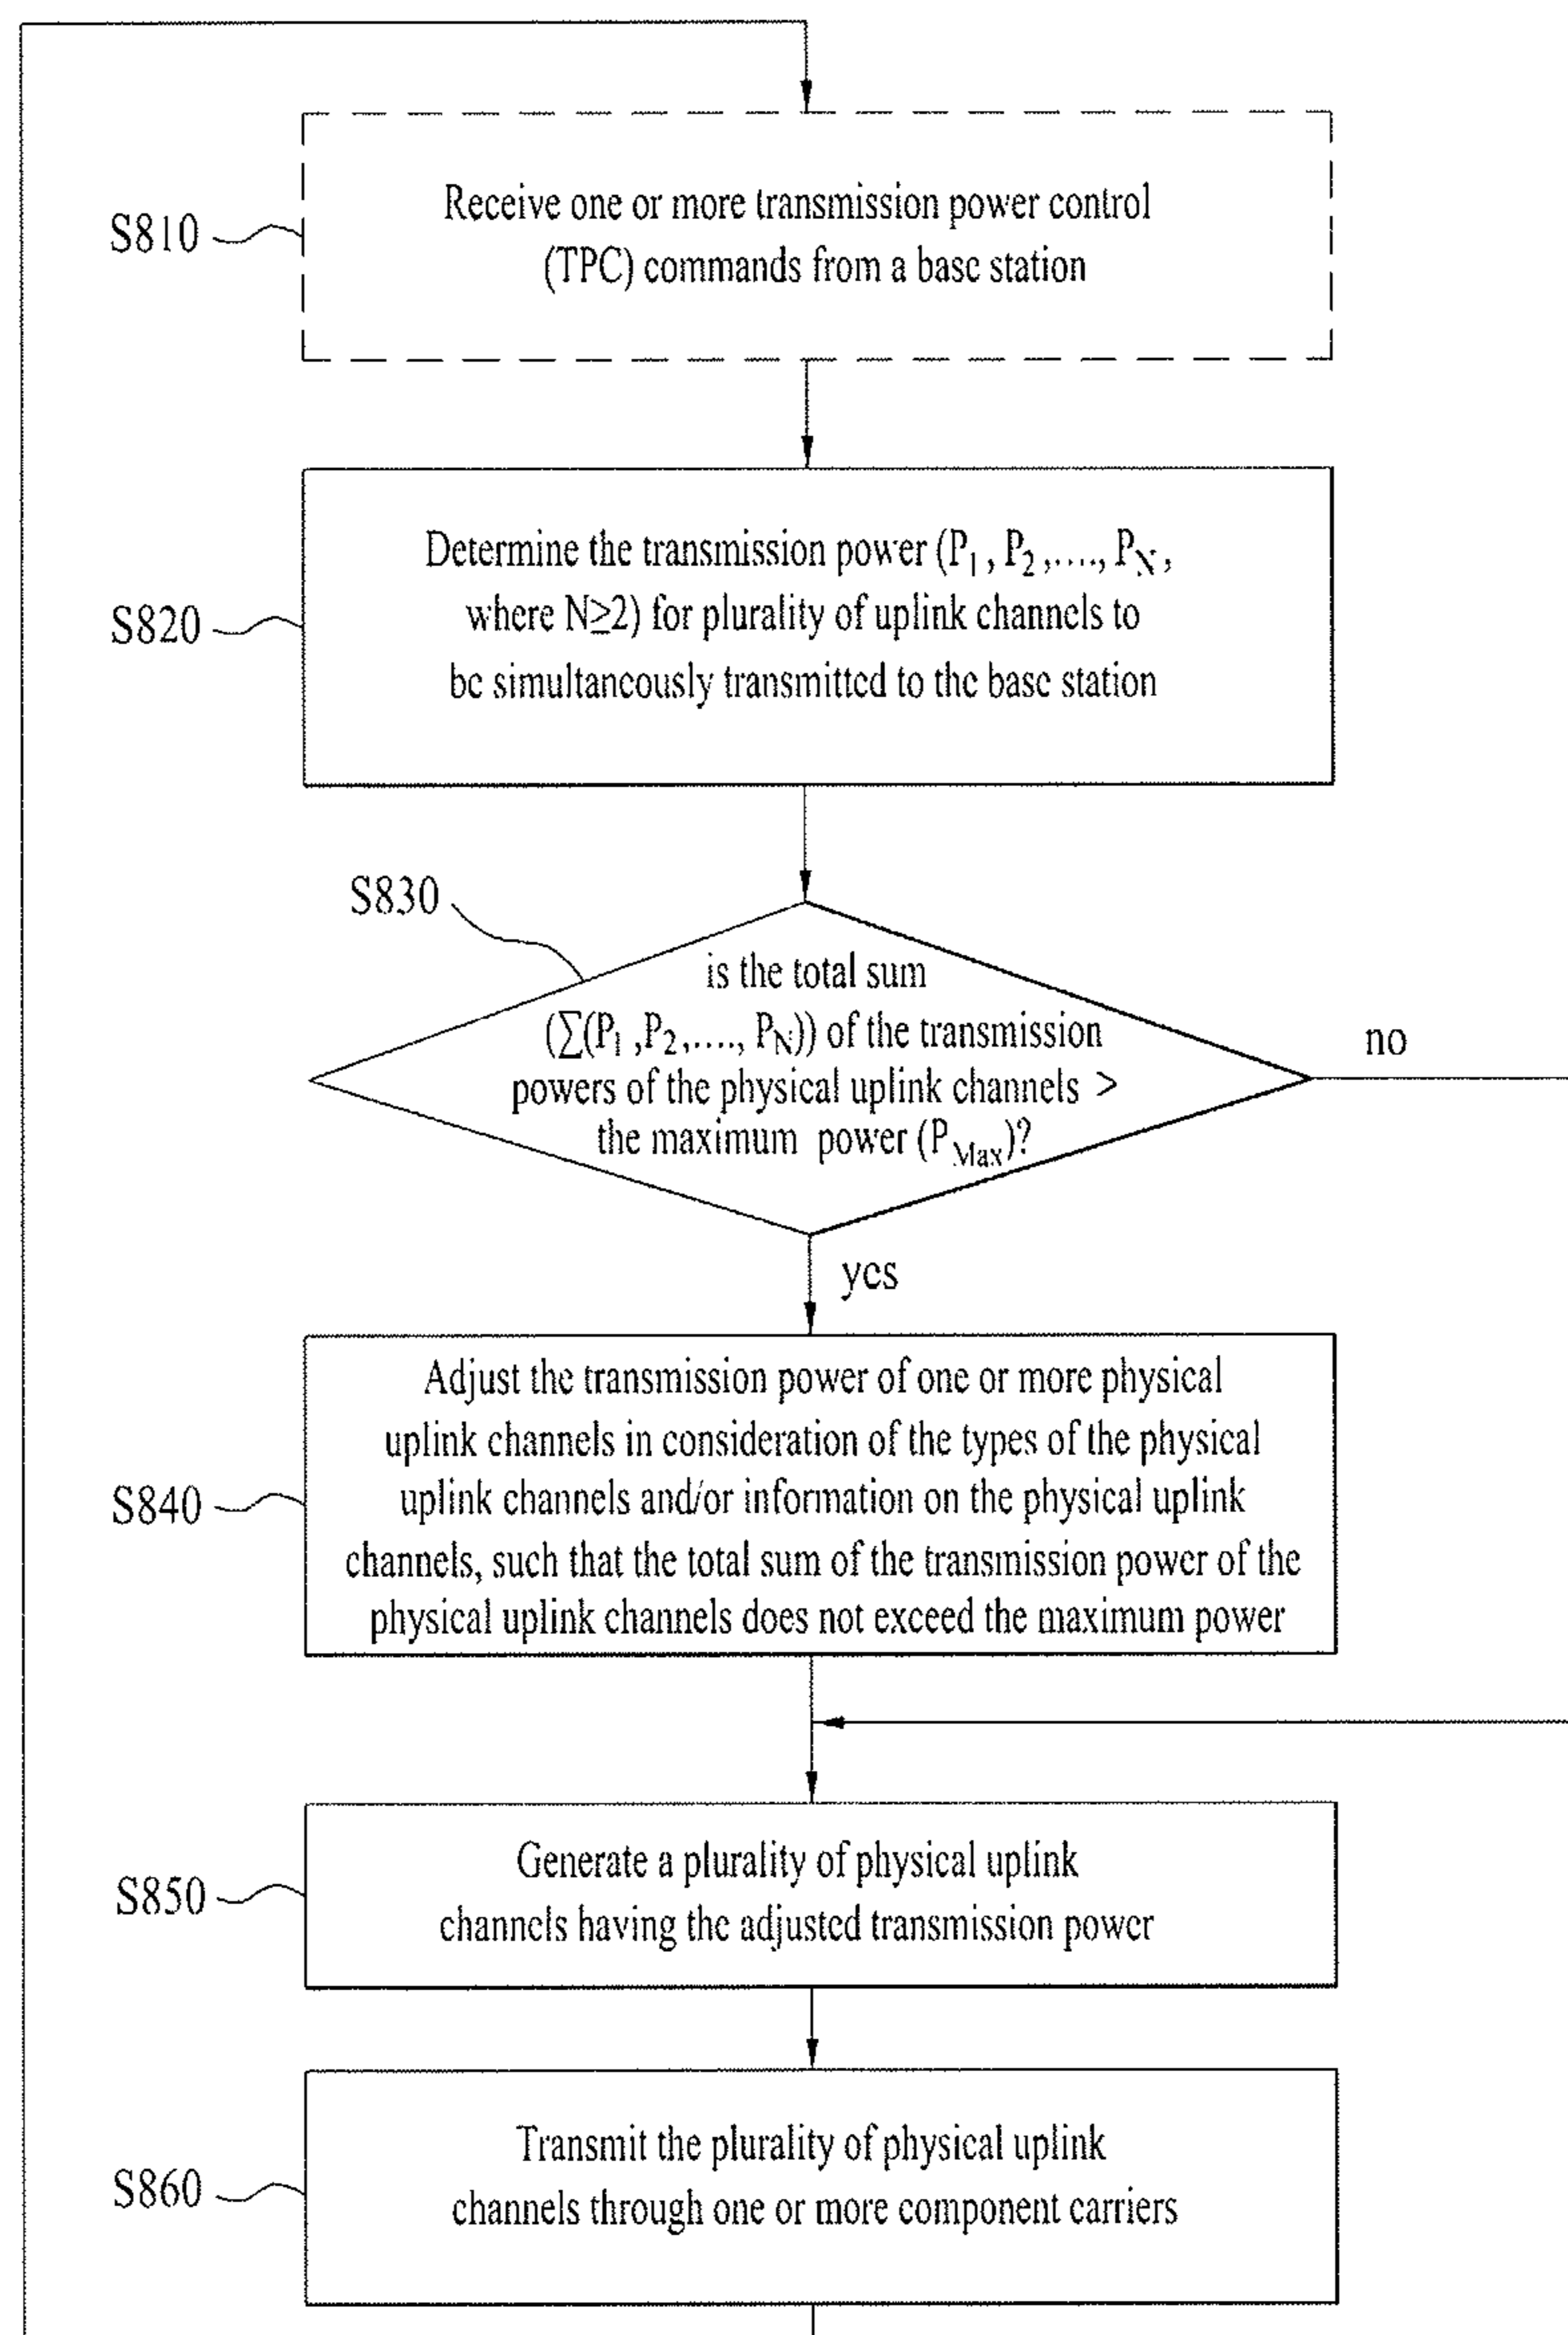 S810
Receive one or more transmission power control
(TPC) commands from a base station
S820
Determine the transmission power (P1, P2,...., PN,
where N≥2) for plurality of uplink channels to
be simultaneously transmitted to the base station
S830
is the total sum
(∑(P1 ,P2,...., PN)) of the transmission
powers of the physical uplink channels >
the maximum power (PMax)?
no
yes
S840
Adjust the transmission power of one or more physical
uplink channels in consideration of the types of the physical
uplink channels and/or information on the physical uplink
channels, such that the total sum of the transmission power of the
physical uplink channels does not exceed the maximum power
S850
Generate a plurality of physical uplink
channels having the adjusted transmission power
S860
Transmit the plurality of physical uplink
channels through one or more component carriers